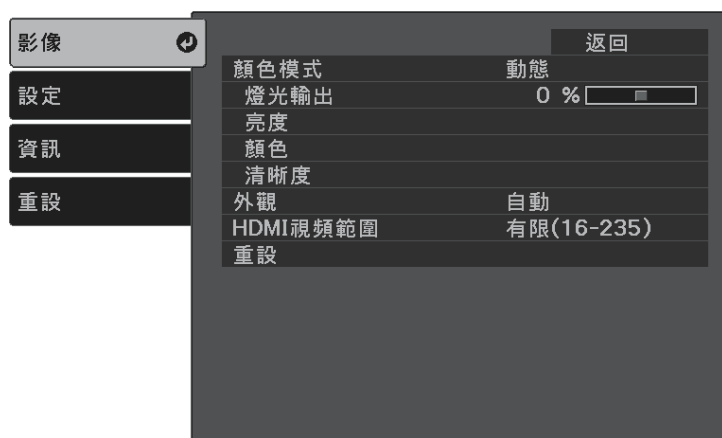 影像
設定
資訊
重設
返回
顏色模式 動態
燈光輸出 0 %
亮度
顏色
清晰度
外觀 自動
HDMI視頻範圍 有限(16-235)
重設